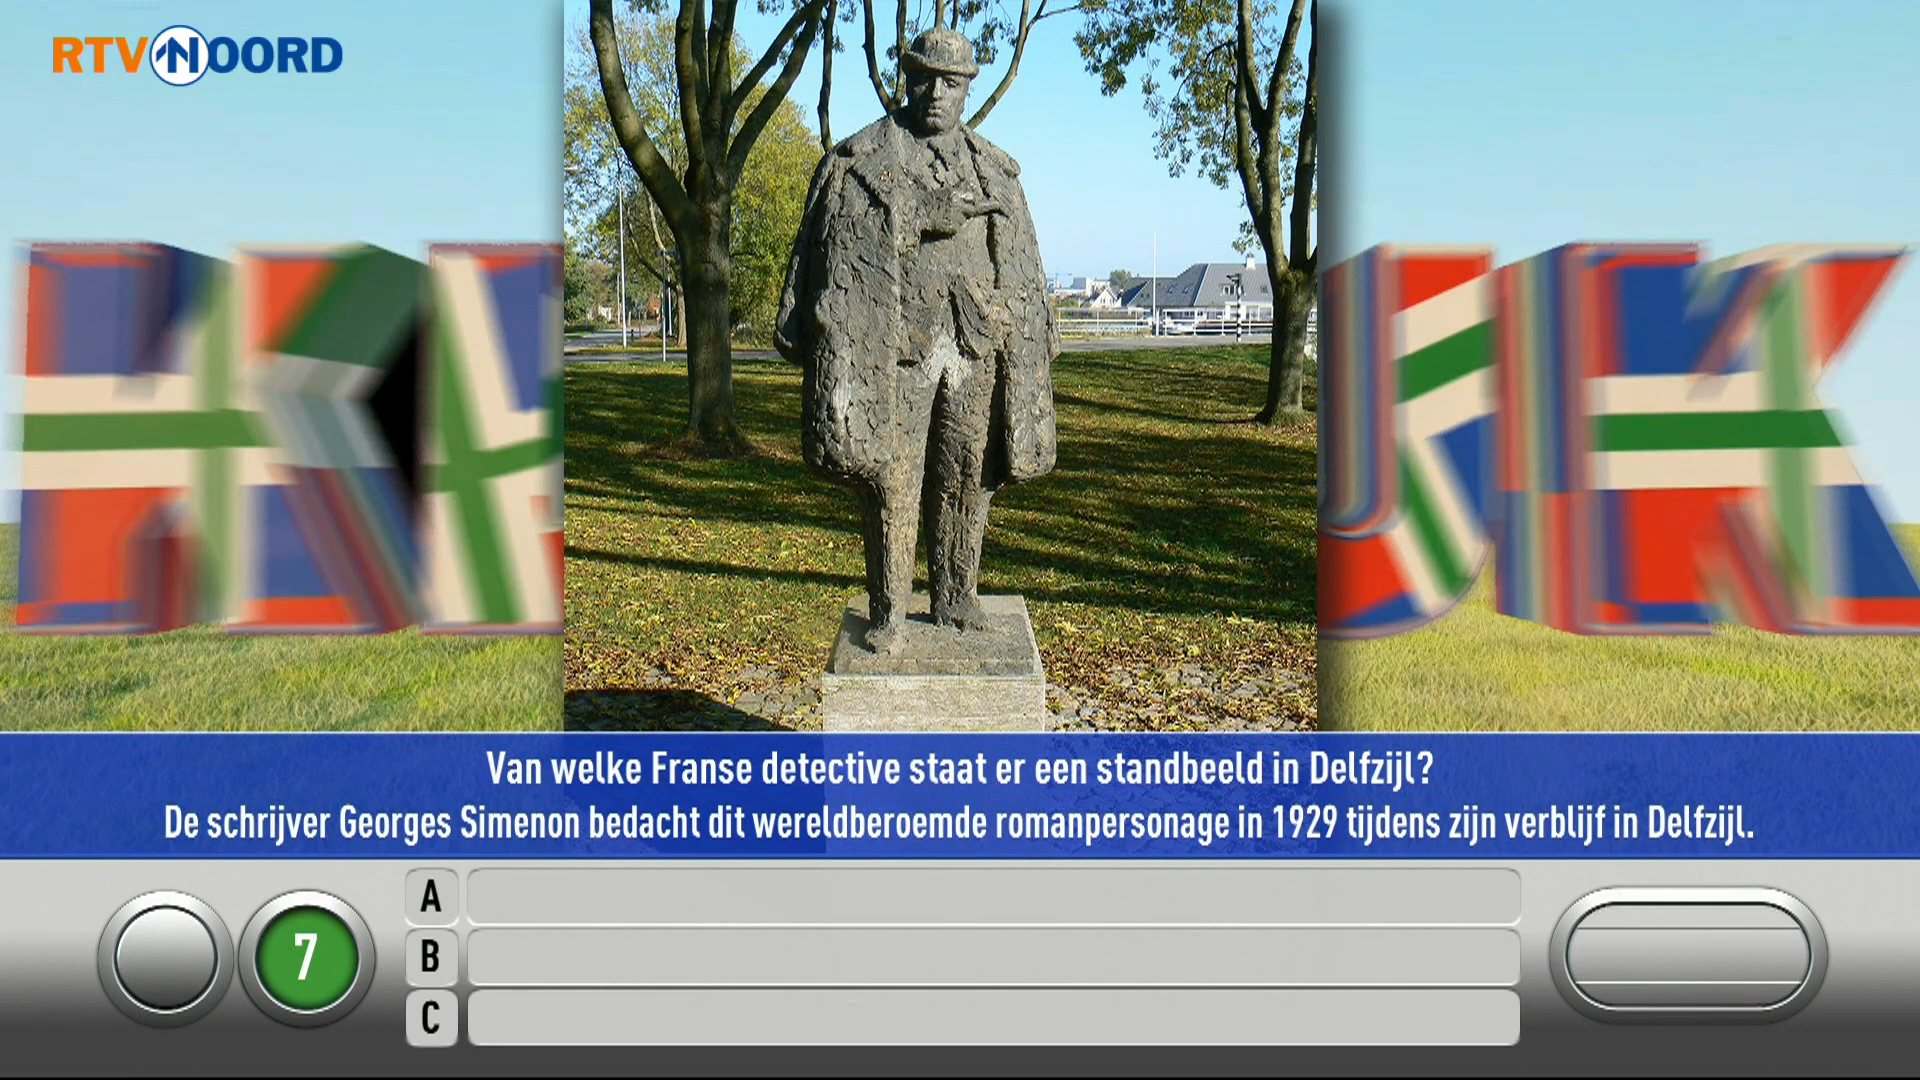 RTV NOORD
Van welke Franse detective staat er een standbeeld in Delfzijl?
De schrijver Georges Simenon bedacht dit wereldberoemde romanpersonage in 1929 tijdens zijn verblijf in Delfzijl.
7
A
B
C